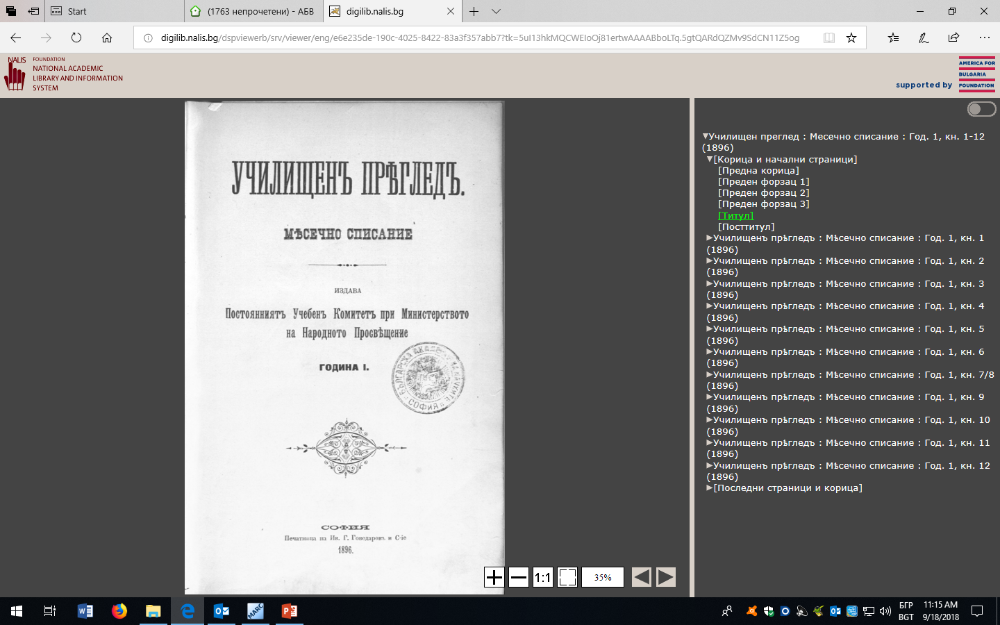 Start
(1763 непрочетени) - АБВ
digilib.nalis.bg
digilib.nalis.bg/dspviewerb/srv/viewer/eng/e6e235de-190c-4025-8422-83a3f357abb7?tk=5uI13hkMQCWEIoOj81ertwAAAABboLTq.5gtQARdQZMv9SdCN11Z5og
NALIS FOUNDATION
NATIONAL ACADEMIC
LIBRARY AND INFORMATION
SYSTEM
supported by
AMERICA FOR
BULGARIA
FOUNDATION
УЧИЛИЩЕНЪ ПРѢГЛЕДЪ.
МѢСЕЧНО СПИСАНИЕ
ИЗДАВА
Постоянниятъ Учебенъ Комитетъ при Министерството
на Народното Просвѣщение
ГОДИНА I.
БЪЛГАРСКА АКАДЕМИЯ НА НАУКИТЕ
СОФИЯ
СОФИЯ
Печатница на Ив. Г. Говедаровъ и С-ie
1896.
35%
1:1
Училищен преглед : Месечно списание : Год. 1, кн. 1-12
(1896)
[Корица и начални страници]
[Предна корица]
[Преден форзац 1]
[Преден форзац 2]
[Преден форзац 3]
[Титул]
[Посттитул]
Училищенъ прѣгледъ : Мѣсечно списание : Год. 1, кн. 1
(1896)
Училищенъ прѣгледъ : Мѣсечно списание : Год. 1, кн. 2
(1896)
Училищенъ прѣгледъ : Мѣсечно списание : Год. 1, кн. 3
(1896)
Училищенъ прѣгледъ : Мѣсечно списание : Год. 1, кн. 4
(1896)
Училищенъ прѣгледъ : Мѣсечно списание : Год. 1, кн. 5
(1896)
Училищенъ прѣгледъ : Мѣсечно списание : Год. 1, кн. 6
(1896)
Училищенъ прѣгледъ : Мѣсечно списание : Год. 1, кн. 7/8
(1896)
Училищенъ прѣгледъ : Мѣсечно списание : Год. 1, кн. 9
(1896)
Училищенъ прѣгледъ : Мѣсечно списание : Год. 1, кн. 10
(1896)
Училищенъ прѣгледъ : Мѣсечно списание : Год. 1, кн. 11
(1896)
Училищенъ прѣгледъ : Мѣсечно списание : Год. 1, кн. 12
(1896)
[Последни страници и корица]
MARC
БГР
BGT
11:15 AM
9/18/2018